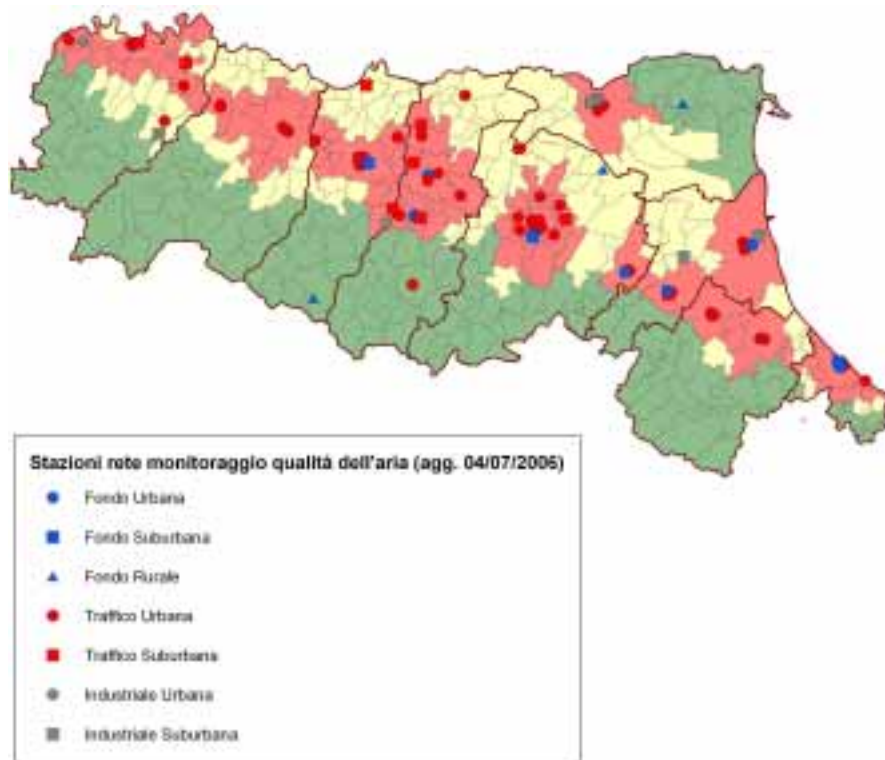 Stazioni rete monitoraggio qualità dell'aria (agg. 04/07/2006)
Fondo Urbana
Fondo Suburbana
Fondo Rurale
Traffico Urbana
Traffico Suburbana
Industriale Urbana
Industriale Suburbana